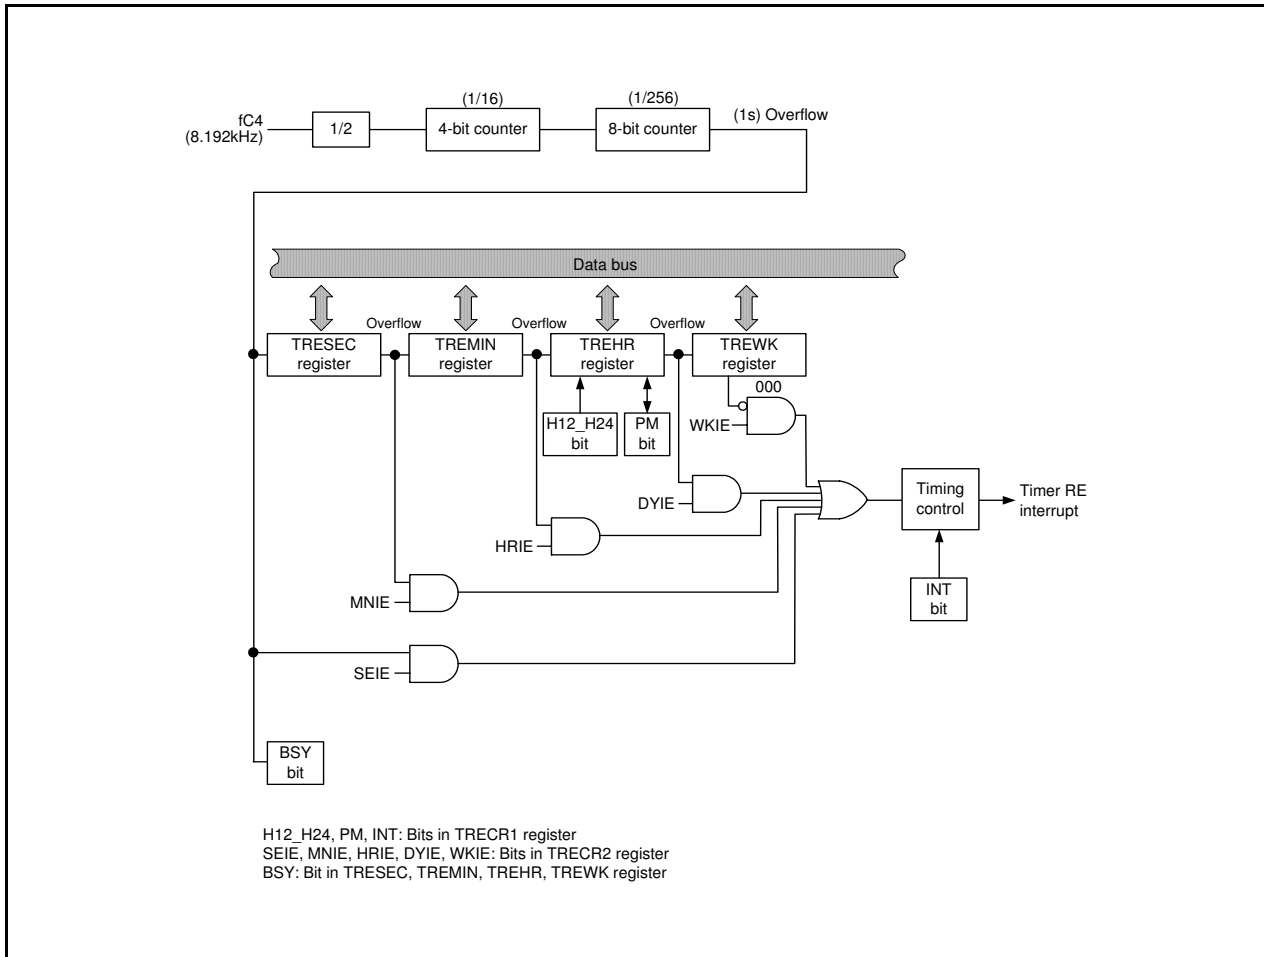 (1/16)
(1/256)
fC4
(8.192kHz)
1/2
4-bit counter
8-bit counter
(1s) Overflow
Data bus
Overflow
Overflow
Overflow
TRESEC
register
TREMIN
register
TREHR
register
TREWK
register
000
H12_H24
bit
PM
bit
WKIE
DYIE
HRIE
MNIE
SEIE
Timing
control
Timer RE
interrupt
INT
bit
BSY
bit
H12_H24, PM, INT: Bits in TRECR1 register
SEIE, MNIE, HRIE, DYIE, WKIE: Bits in TRECR2 register
BSY: Bit in TRESEC, TREMIN, TREHR, TREWK register